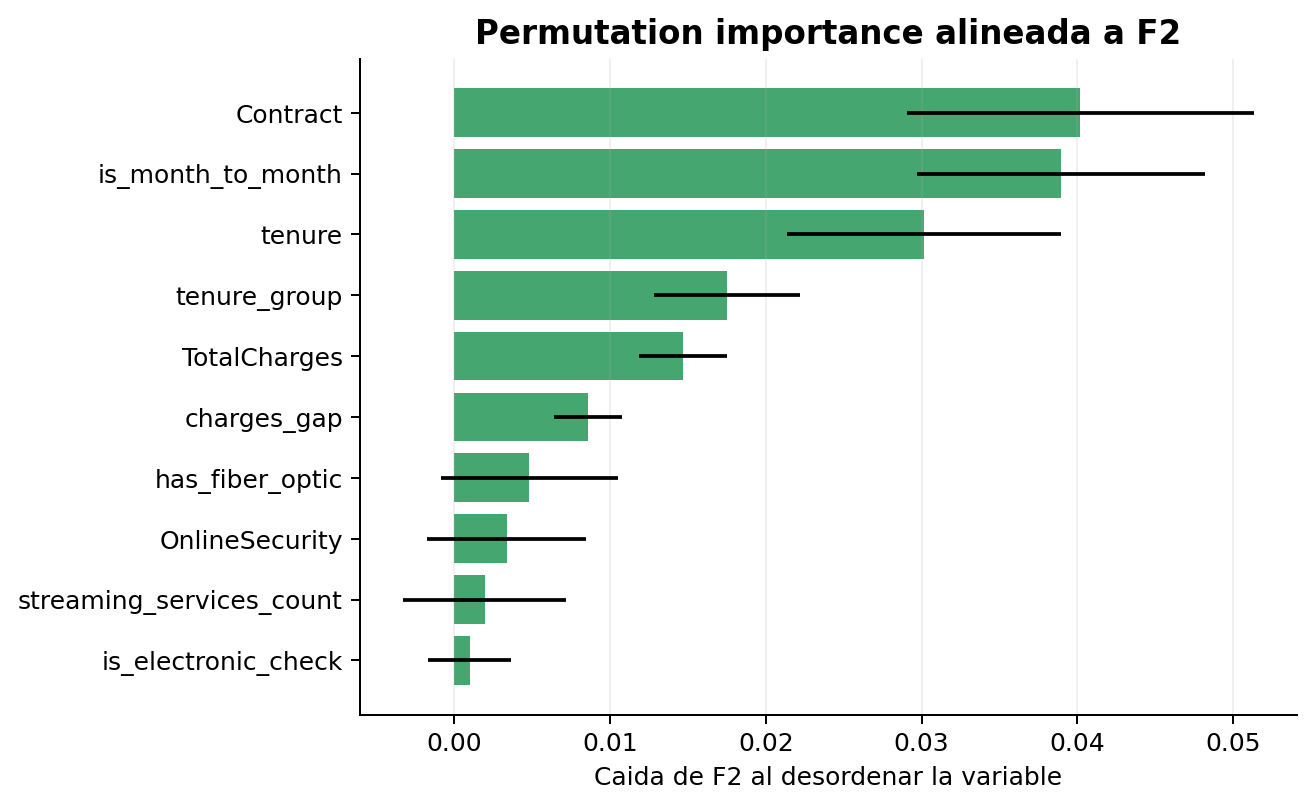 Permutation importance alineada a F2
Contract
is_month_to_month
tenure
tenure_group
TotalCharges
charges_gap
has_fiber_optic
OnlineSecurity
streaming_services_count
is_electronic_check
0.00 0.01 0.02 0.03 0.04 0.05
Caida de F2 al desordenar la variable